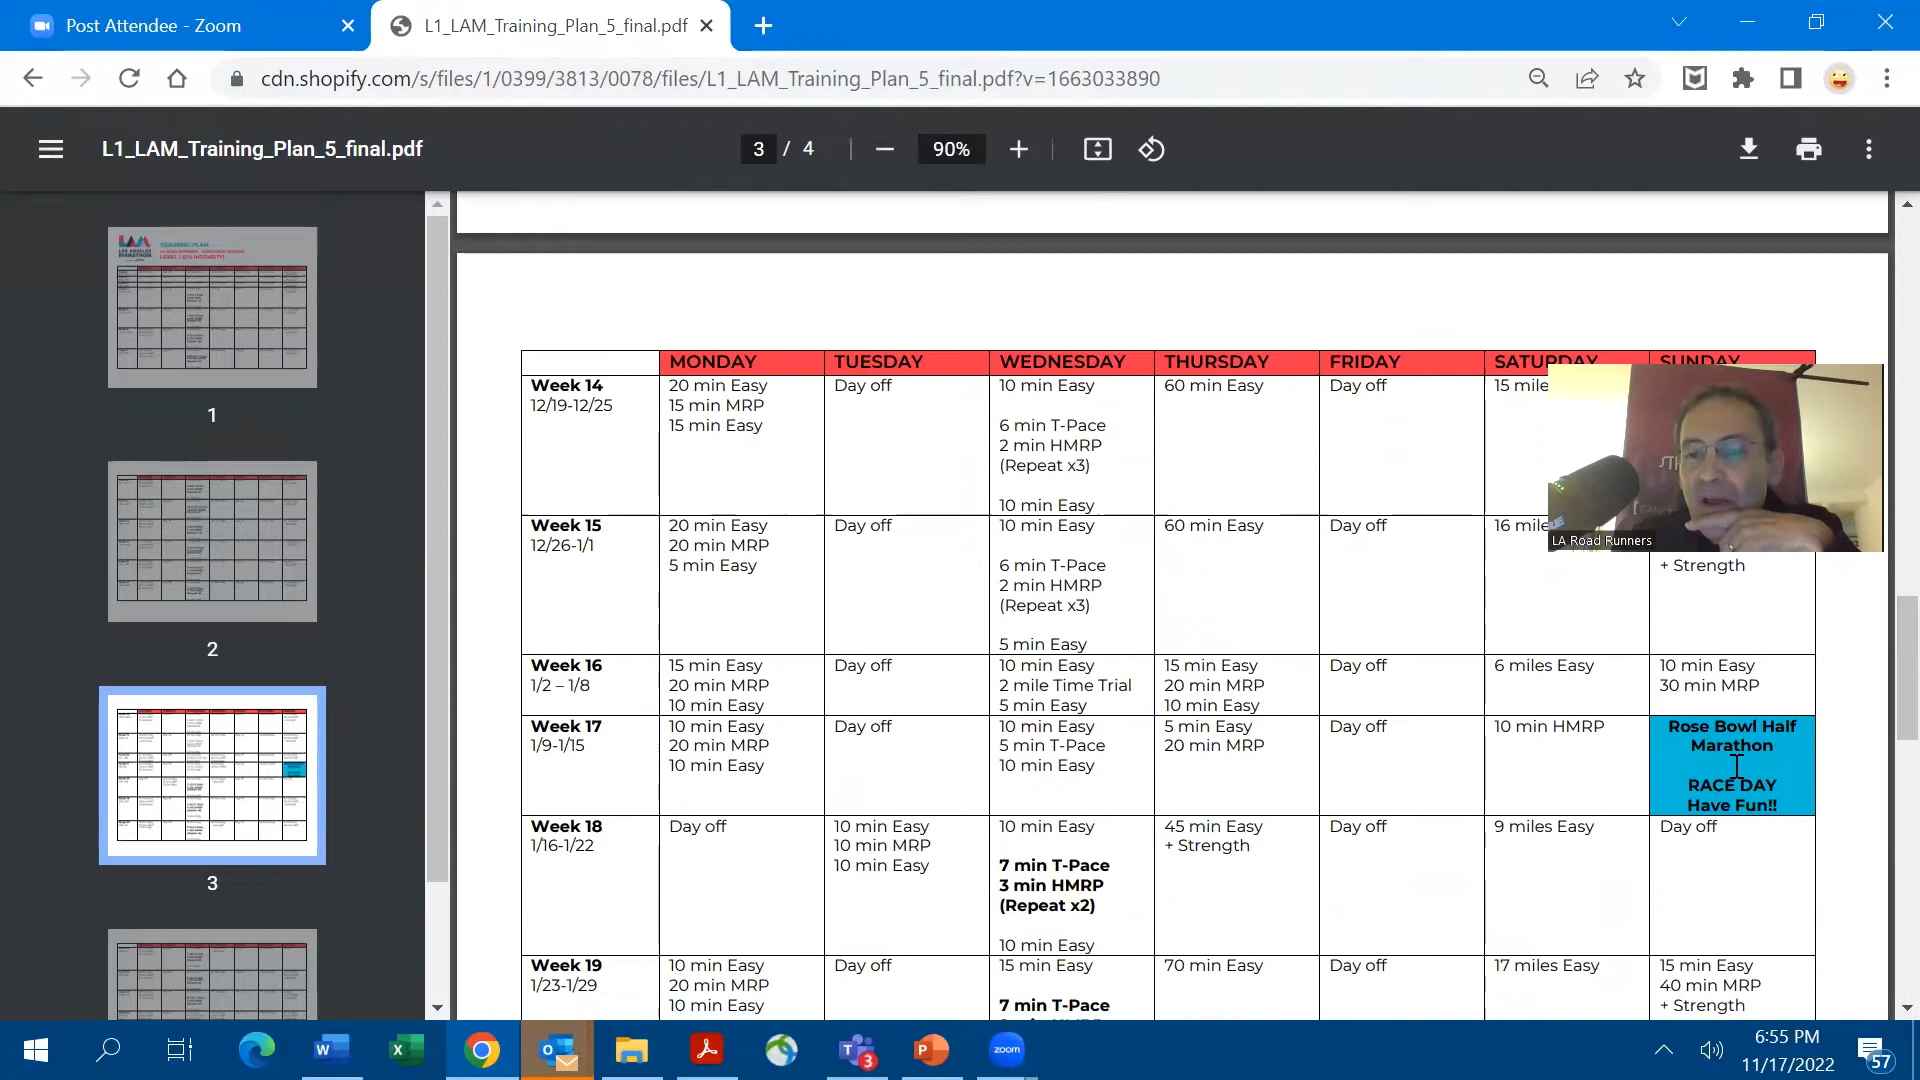 Post Attendee - Zoom
L1_LAM_Training_Plan_5_final.pdf
cdn.shopify.com/s/files/1/0399/3813/0078/files/L1_LAM_Training_Plan_5_final.pdf?v=1663033890
L1_LAM_Training_Plan_5_final.pdf
3 / 4
90%
LAM
LOS ANGELES
MARATHON
TRAINING PLAN
1
2
3
MONDAY TUESDAY WEDNESDAY THURSDAY FRIDAY SATURDAY SUNDAY
Week 14
12/19-12/25
20 min Easy
15 min MRP
15 min Easy
Day off
10 min Easy
6 min T-Pace
2 min HMRP
(Repeat x3)
10 min Easy
60 min Easy
Day off
15 mile
Week 15
12/26-1/1
20 min Easy
20 min MRP
5 min Easy
Day off
10 min Easy
6 min T-Pace
2 min HMRP
(Repeat x3)
5 min Easy
60 min Easy
Day off
16 mile
+ Strength
Week 16
1/2 – 1/8
15 min Easy
20 min MRP
10 min Easy
Day off
10 min Easy
2 mile Time Trial
5 min Easy
15 min Easy
20 min MRP
10 min Easy
Day off
6 miles Easy
10 min Easy
30 min MRP
Week 17
1/9-1/15
10 min Easy
20 min MRP
10 min Easy
Day off
10 min Easy
5 min T-Pace
10 min Easy
5 min Easy
20 min MRP
Day off
10 min HMRP
Rose Bowl Half
Marathon
RACE DAY
Have Fun!!
Week 18
1/16-1/22
Day off
10 min Easy
10 min MRP
10 min Easy
10 min Easy
7 min T-Pace
3 min HMRP
(Repeat x2)
10 min Easy
45 min Easy
+ Strength
Day off
9 miles Easy
Day off
Week 19
1/23-1/29
10 min Easy
20 min MRP
10 min Easy
Day off
15 min Easy
7 min T-Pace
70 min Easy
Day off
17 miles Easy
15 min Easy
40 min MRP
+ Strength
LA Road Runners
zoom
3
6:55 PM
11/17/2022
57